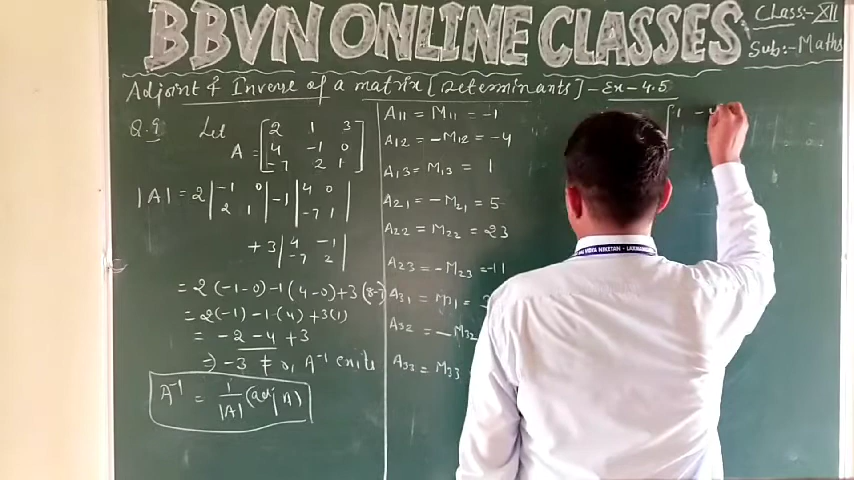 BBVN ONLINE CLASSES
Class:- XII
Sub:- Maths
Adjoint & Inverse of a matrix [Determinants] - Ex - 4.5
Q.9 Let A = [2 1 3
4 -1 0
-7 2 1]
|A| = 2 |-1 0
2 1| -1 |4 0
-7 1|
+ 3 |4 -1
-7 2|
= 2 (-1-0) -1 (4-0) +3 (8-7)
= 2(-1) -1 (4) +3(1)
= -2 -4 +3
⇒ -3 ≠ 0, A⁻¹ exits
A⁻¹ = 1/|A| (adj A)
A11 = M11 = -1
A12 = -M12 = -4
A13 = M13 = 1
A21 = -M21 = 5
A22 = M22 = 23
A23 = -M23 = -11
A31 = M31 = 3
A32 = -M32
A33 = M33